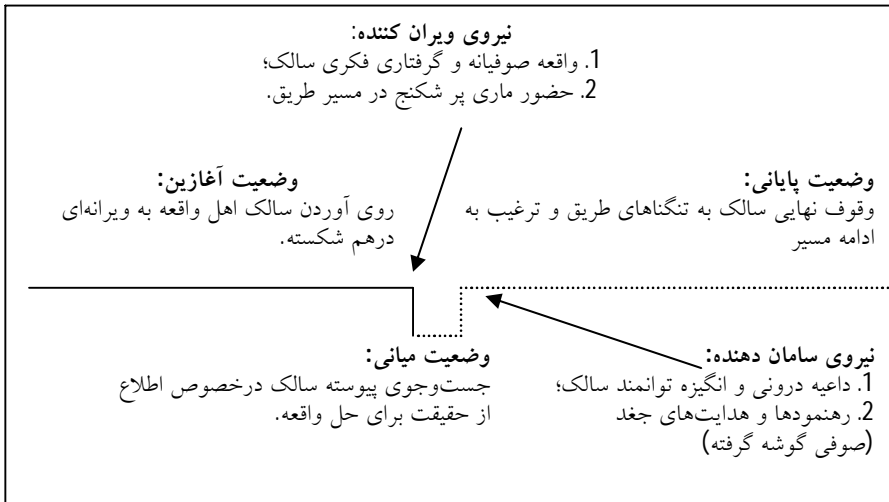 نیروی ویران کننده:
1. واقعه صوفیانه و گرفتاری فکری سالک؛
2. حضور ماری پر شکنج در مسیر طریق.
وضعیت آغازین:
روی آوردن سالک اهل واقعه به ویرانه‌ای
درهم شکسته.
وضعیت پایانی:
وقوف نهایی سالک به تنگناهای طریق و ترغیب به
ادامه مسیر
وضعیت میانی:
جست‌وجوی پیوسته سالک درخصوص اطلاع
از حقیقت برای حل واقعه.
نیروی سامان دهنده:
1. داعیه درونی و انگیزه توانمند سالک؛
2. رهنمودها و هدایت‌های جغد
(صوفی گوشه گرفته)